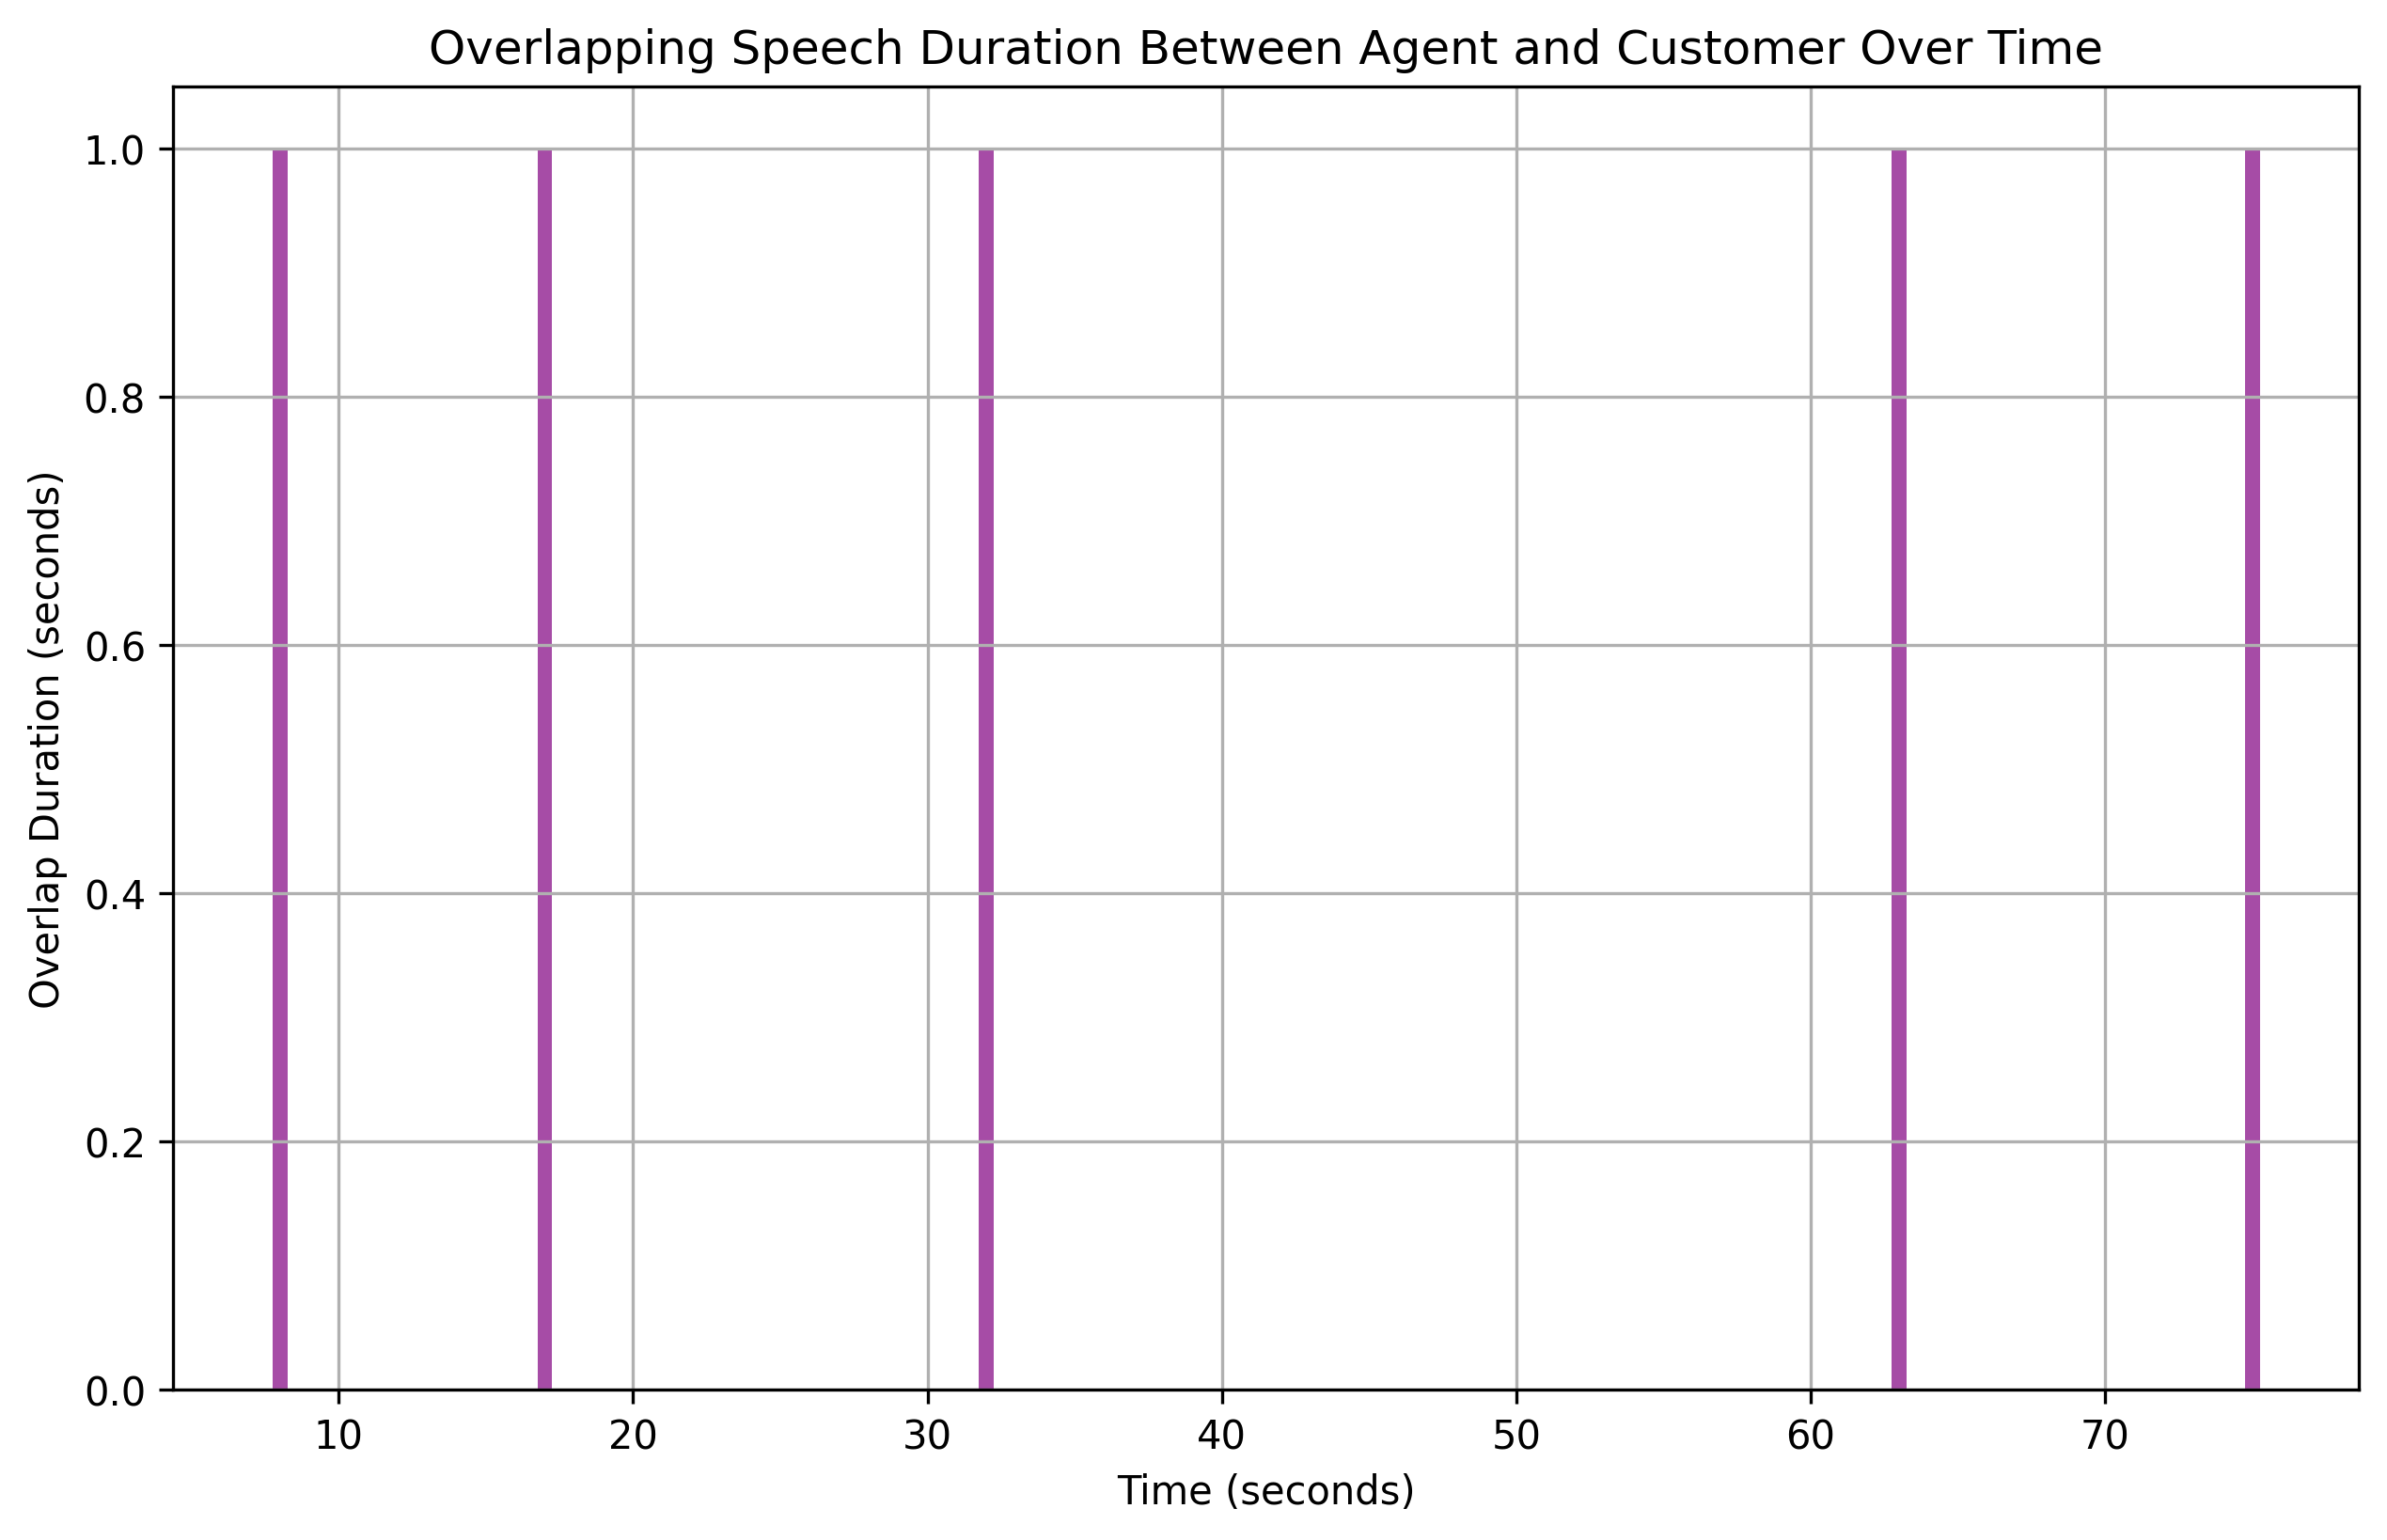 Overlapping Speech Duration Between Agent and Customer Over Time
1.0
0.8
0.6
0.4
0.2
0.0
Overlap Duration (seconds)
10 20 30 40 50 60 70
Time (seconds)